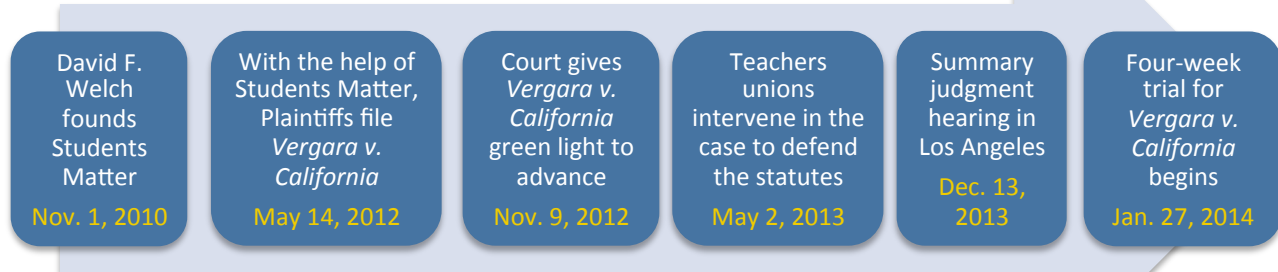 David F.
Welch
founds
Students
Matter
Nov. 1, 2010
With the help of
Students Matter,
Plaintiffs file
Vergara v.
California
May 14, 2012
Court gives
Vergara v.
California
green light to
advance
Nov. 9, 2012
Teachers
unions
intervene in the
case to defend
the statutes
May 2, 2013
Summary
judgment
hearing in
Los Angeles
Dec. 13,
2013
Four-week
trial for
Vergara v.
California
begins
Jan. 27, 2014